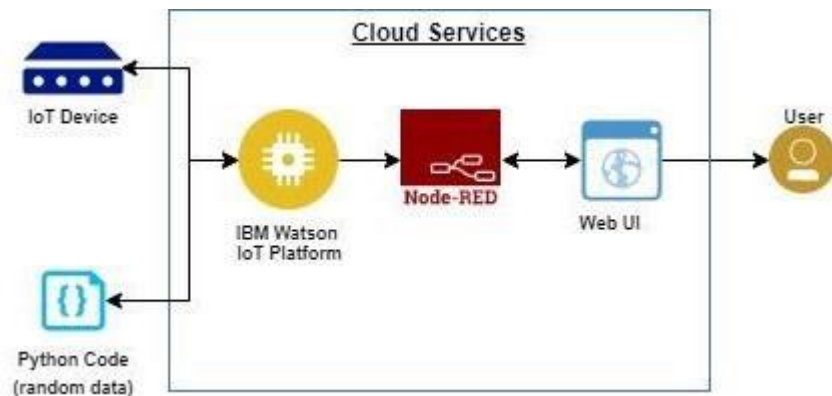 Cloud Services
IoT Device
User
Node-RED
IBM Watson
IoT Platform
Web UI
{}
Python Code
(random data)